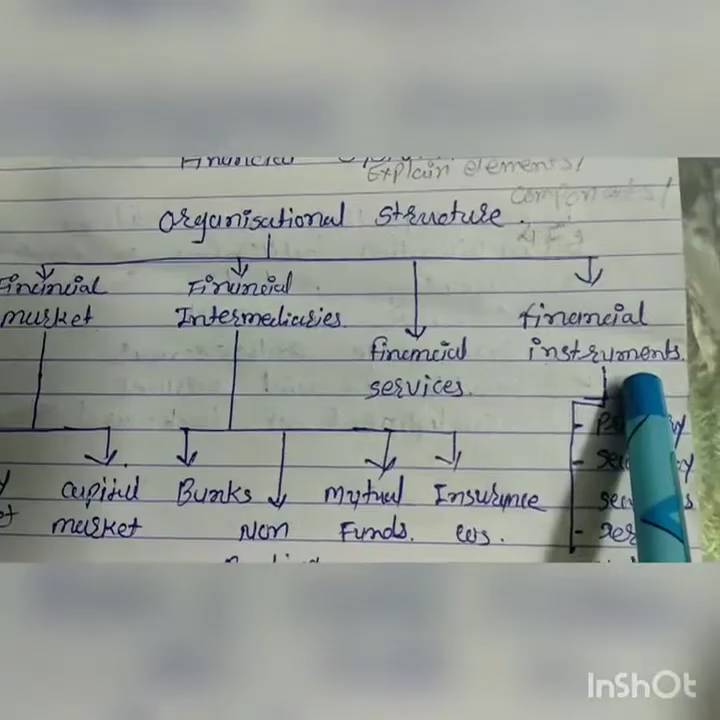 Explain elements/
components/
4 F's
Organisational structure.
Financial
market
Financial
Intermediaries
financial
services.
financial
instruments.
capital
market
Banks
Non
Mutual
Funds.
Insurance
cos.
InShOt